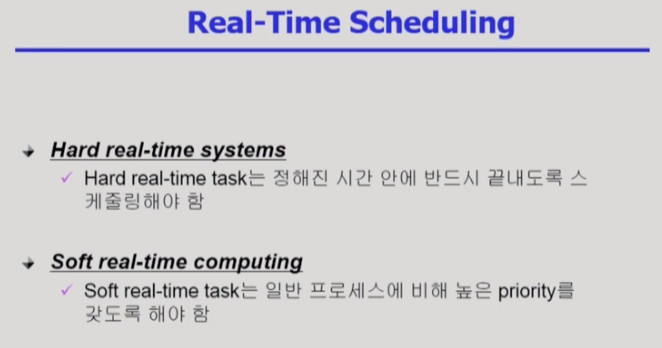 Real-Time Scheduling
Hard real-time systems
Hard real-time task는 정해진 시간 안에 반드시 끝내도록 스
케줄링해야 함
Soft real-time computing
Soft real-time task는 일반 프로세스에 비해 높은 priority를
갖도록 해야 함